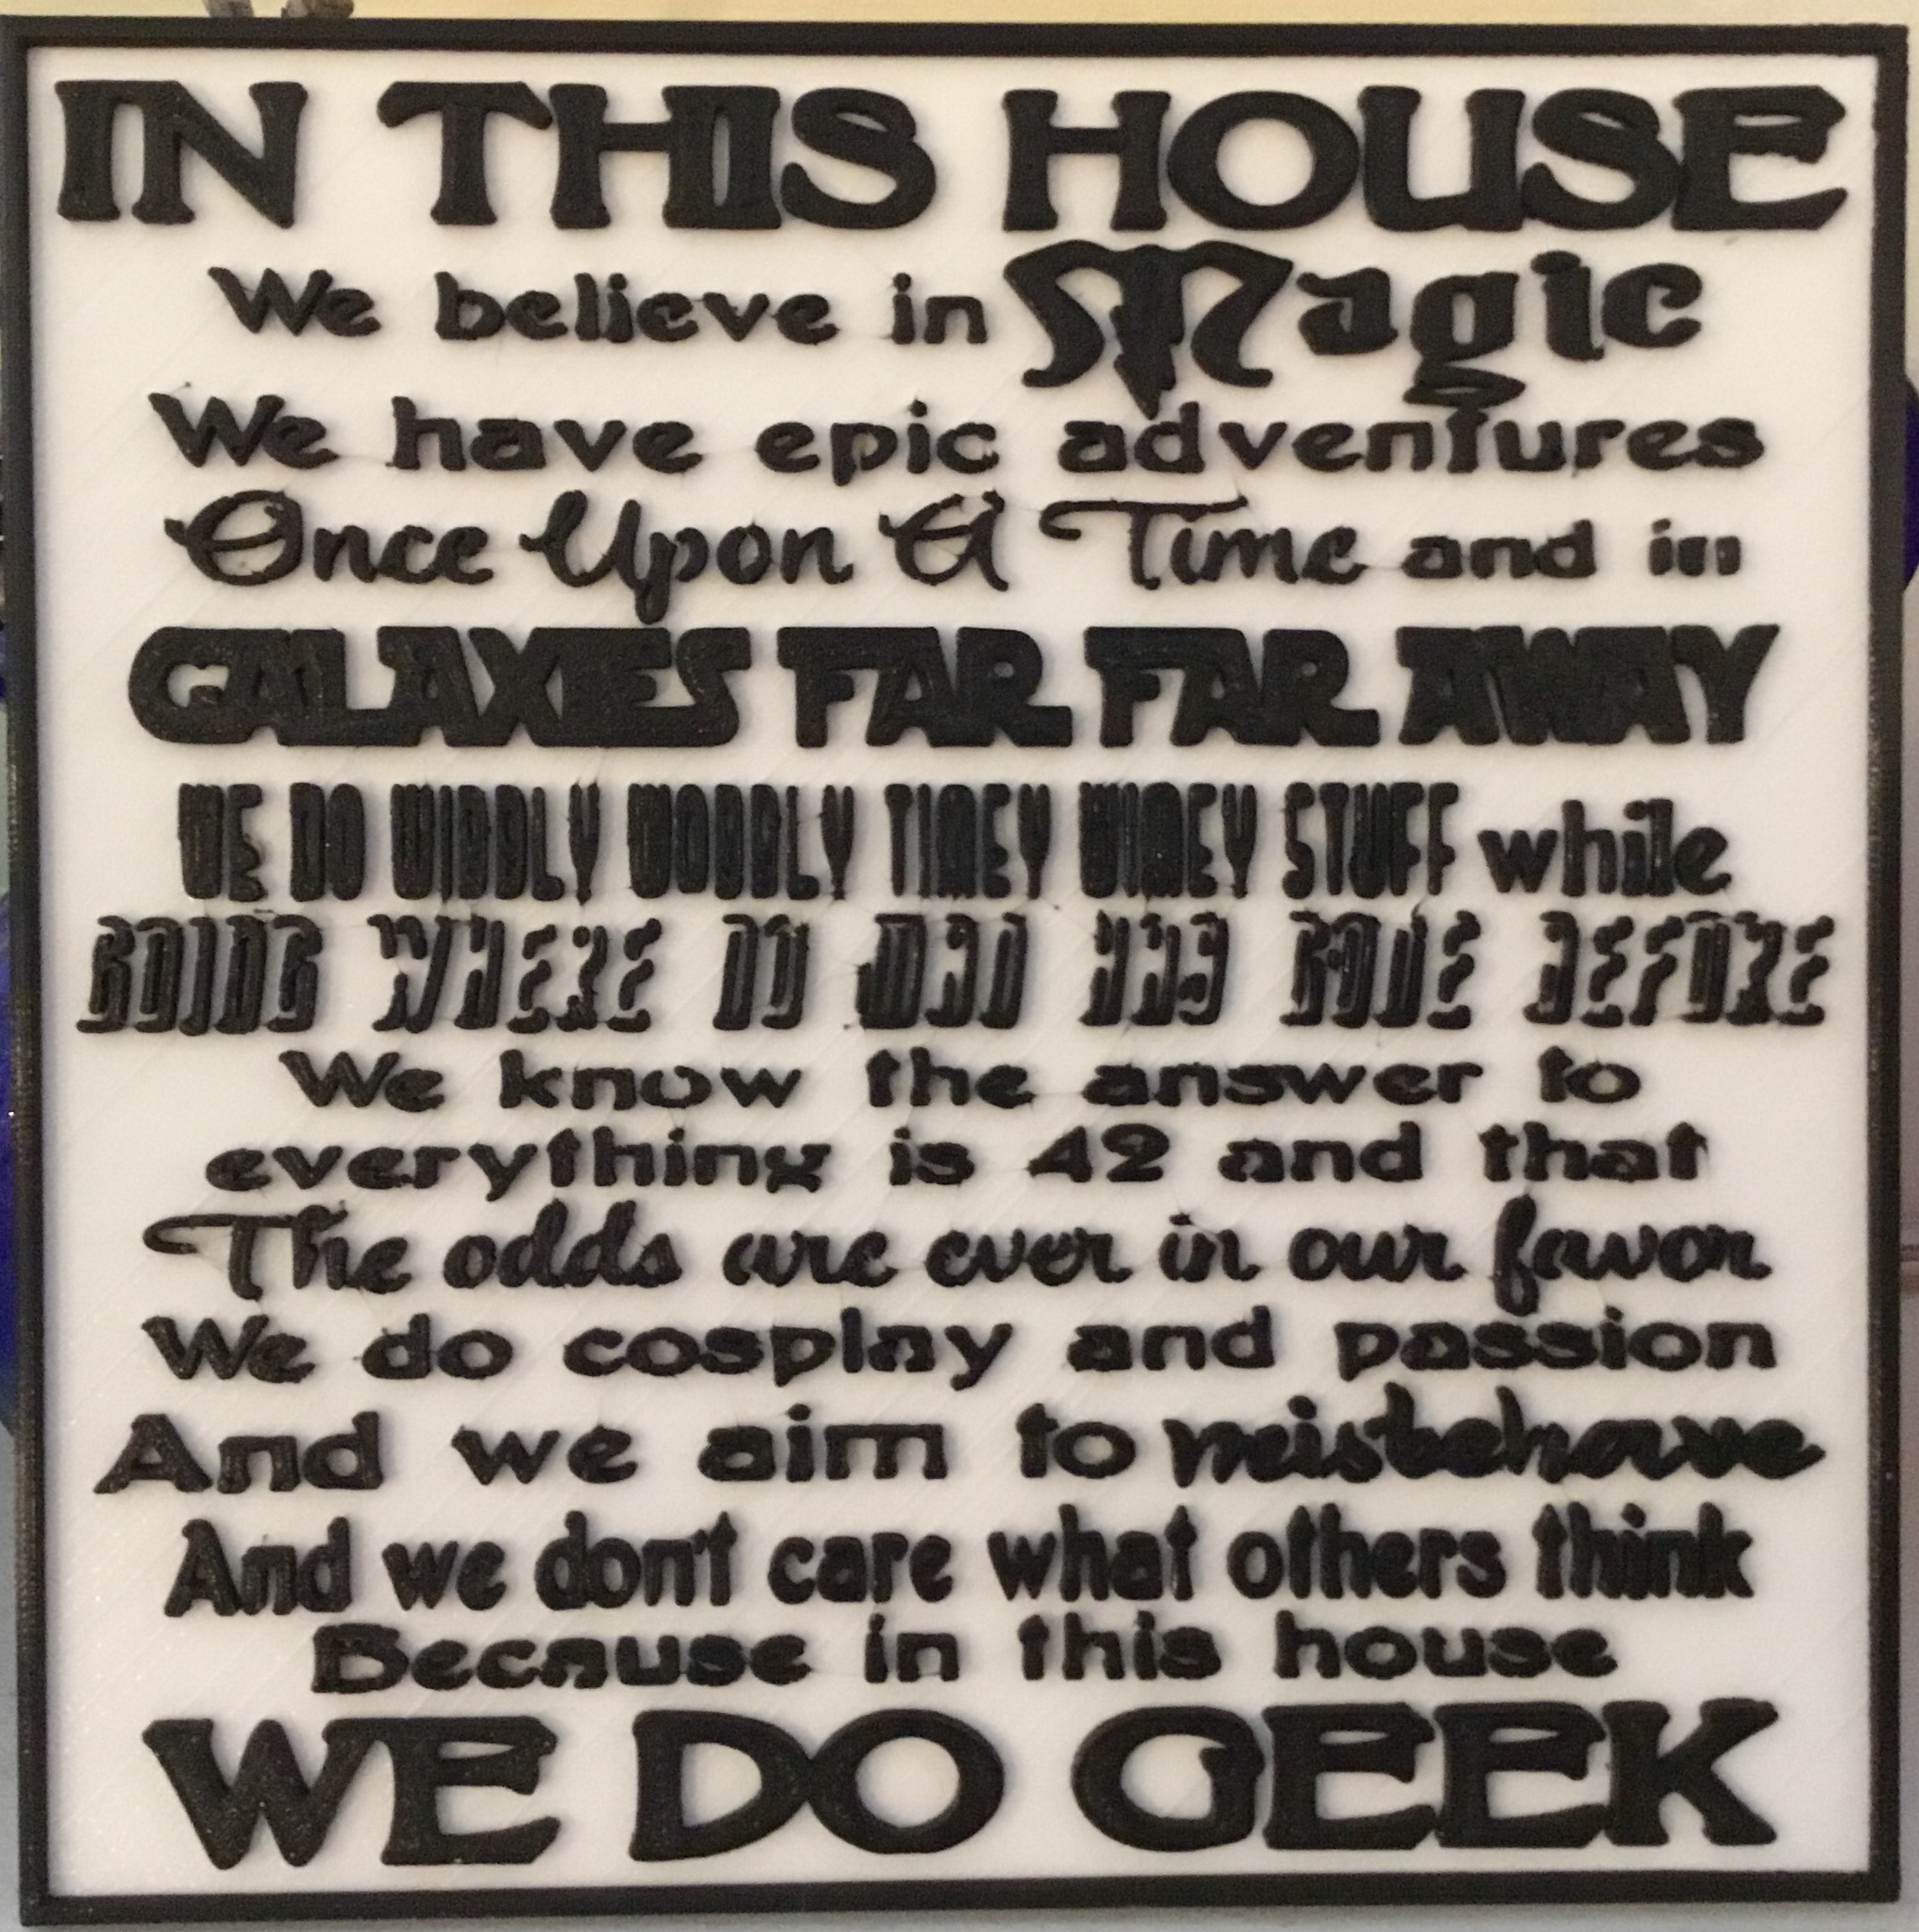 IN THIS HOUSE
We believe in Magic
We have epic adventures
Once Upon A Time and in
GALAXIES FAR FAR AWAY
WE DO WIBBLY WOBBLY TIMEY WIMEY STUFF while
GOING WHERE NO MAN HAS GONE BEFORE
We know the answer to
everything is 42 and that
The odds are ever in our favor
We do cosplay and passion
And we aim to misbehave
And we don't care what others think
Because in this house
WE DO GEEK